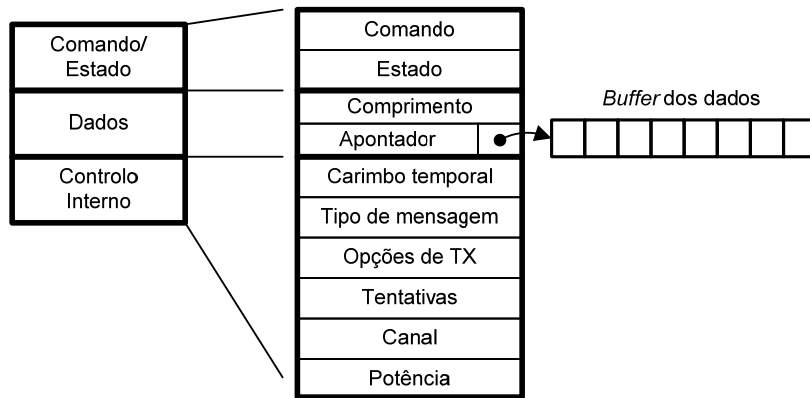 Comando/
Estado
Dados
Controlo
Interno
Comando
Estado
Comprimento
Apontador
Carimbo temporal
Tipo de mensagem
Opções de TX
Tentativas
Canal
Potência
Buffer dos dados